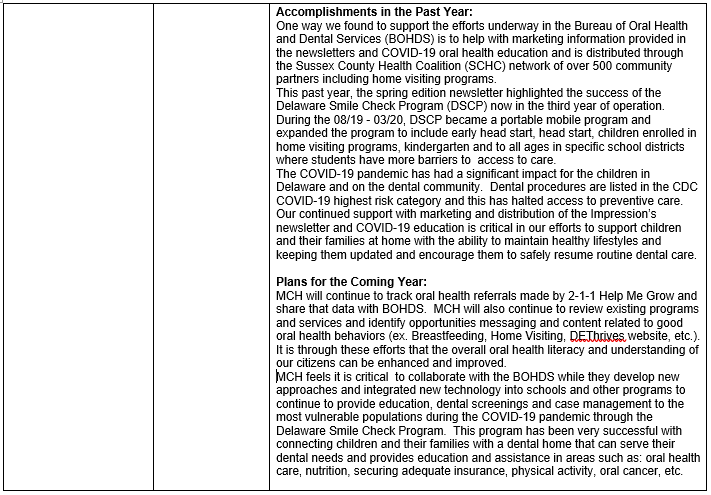 Accomplishments in the Past Year:
One way we found to support the efforts underway in the Bureau of Oral Health
and Dental Services (BOHDS) is to help with marketing information provided in
the newsletters and COVID-19 oral health education and is distributed through
the Sussex County Health Coalition (SCHC) network of over 500 community
partners including home visiting programs.
This past year, the spring edition newsletter highlighted the success of the
Delaware Smile Check Program (DSCP) now in the third year of operation.
During the 08/19 - 03/20, DSCP became a portable mobile program and
expanded the program to include early head start, head start, children enrolled in
home visiting programs, kindergarten and to all ages in specific school districts
where students have more barriers to  access to care.
The COVID-19 pandemic has had a significant impact for the children in
Delaware and on the dental community.  Dental procedures are listed in the CDC
COVID-19 highest risk category and this has halted access to preventive care.
Our continued support with marketing and distribution of the Impression's
newsletter and COVID-19 education is critical in our efforts to support children
and their families at home with the ability to maintain healthy lifestyles and
keeping them updated and encourage them to safely resume routine dental care.
Plans for the Coming Year:
MCH will continue to track oral health referrals made by 2-1-1 Help Me Grow and
share that data with BOHDS.  MCH will also continue to review existing programs
and services and identify opportunities messaging and content related to good
oral health behaviors (ex. Breastfeeding, Home Visiting, DEThrives website, etc.).
It is through these efforts that the overall oral health literacy and understanding of
our citizens can be enhanced and improved.
MCH feels it is critical  to collaborate with the BOHDS while they develop new
approaches and integrated new technology into schools and other programs to
continue to provide education, dental screenings and case management to the
most vulnerable populations during the COVID-19 pandemic through the
Delaware Smile Check Program.  This program has been very successful with
connecting children and their families with a dental home that can serve their
dental needs and provides education and assistance in areas such as: oral health
care, nutrition, securing adequate insurance, physical activity, oral cancer, etc.